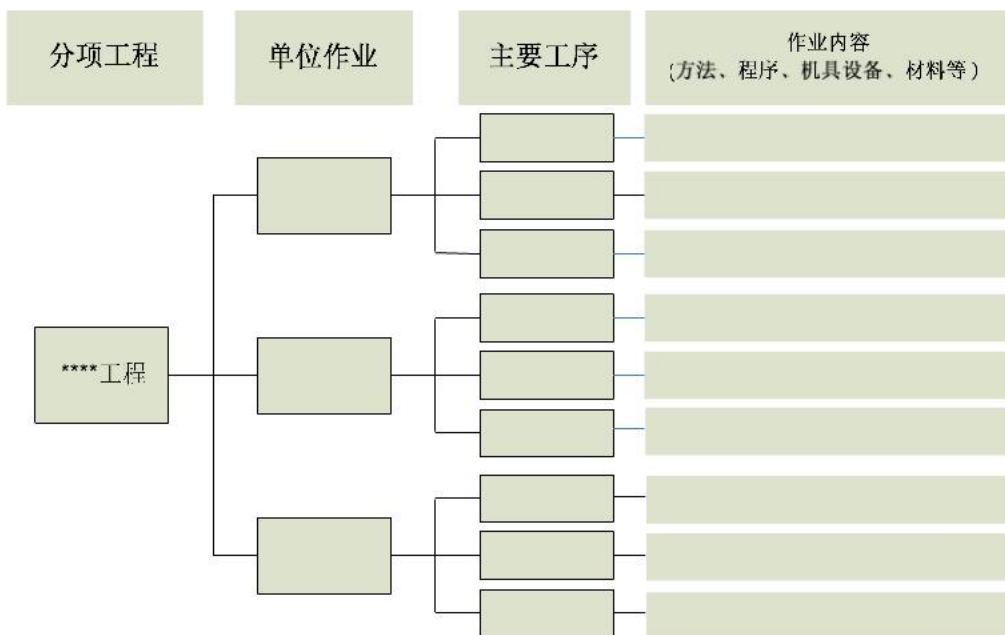 分项工程
单位作业
主要工序
作业内容
(方法、程序、机具设备、材料等)
****工程